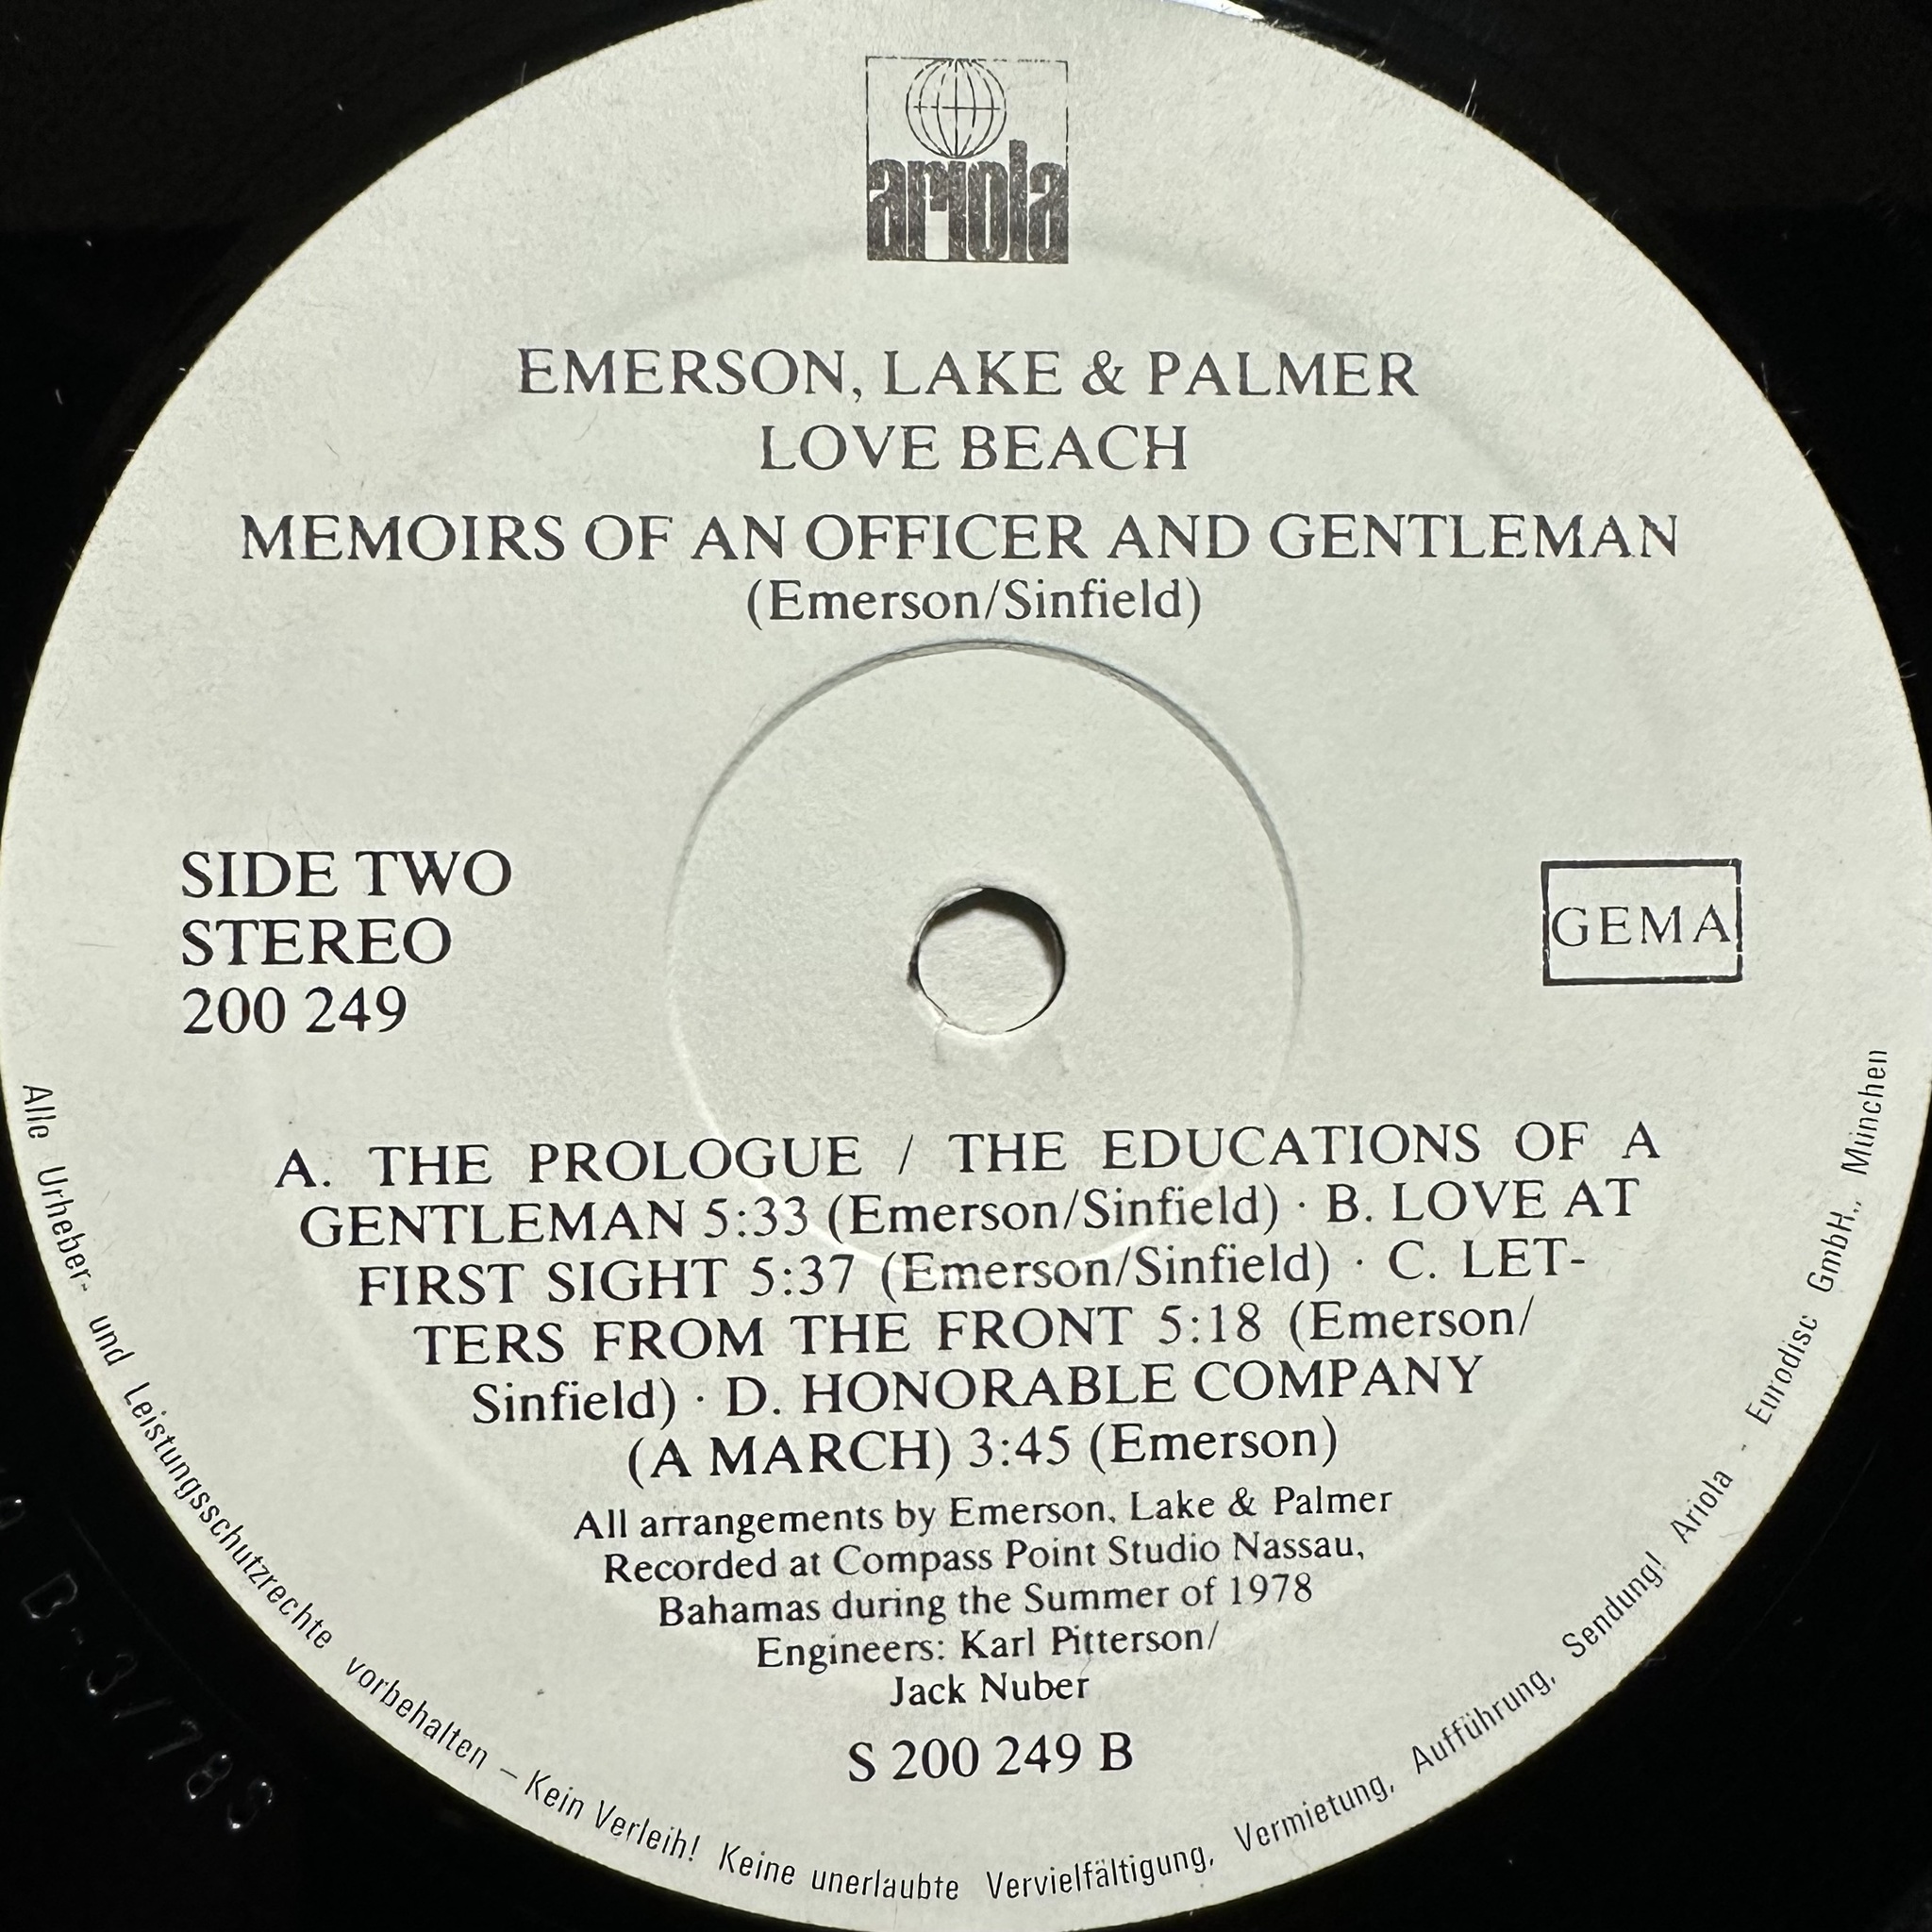 ariola
EMERSON, LAKE & PALMER
LOVE BEACH
MEMOIRS OF AN OFFICER AND GENTLEMAN
(Emerson/Sinfield)
SIDE TWO
STEREO
200 249
GEMA
A. THE PROLOGUE / THE EDUCATIONS OF A
GENTLEMAN 5:33 (Emerson/Sinfield) · B. LOVE AT
FIRST SIGHT 5:37 (Emerson/Sinfield) · C. LET-
TERS FROM THE FRONT 5:18 (Emerson/
Sinfield) · D. HONORABLE COMPANY
(A MARCH) 3:45 (Emerson)
All arrangements by Emerson, Lake & Palmer
Recorded at Compass Point Studio Nassau,
Bahamas during the Summer of 1978
Engineers: Karl Pitterson/
Jack Nuber
S 200 249 B
Alle Urheber- und Leistungsschutzrechte vorbehalten – Kein Verleih! Keine unerlaubte Vervielfältigung, Vermietung, Aufführung, Sendung! Ariola - Eurodisc GmbH., München